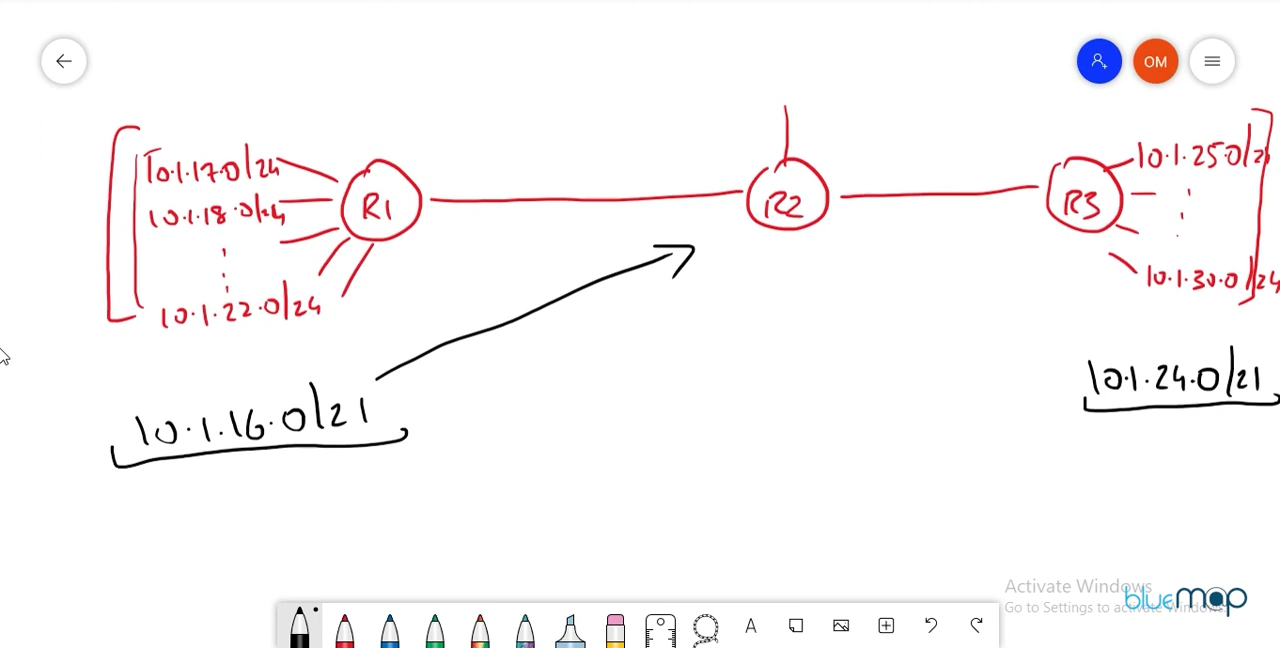 OM
10.1.17.0/24
10.1.18.0/24
10.1.22.0/24
R1
R2
R3
10.1.25.0/2
10.1.30.0/24
10.1.16.0/21
10.1.24.0/21
Activate Windows
Go to Settings to activate Windows.
bluemap
A